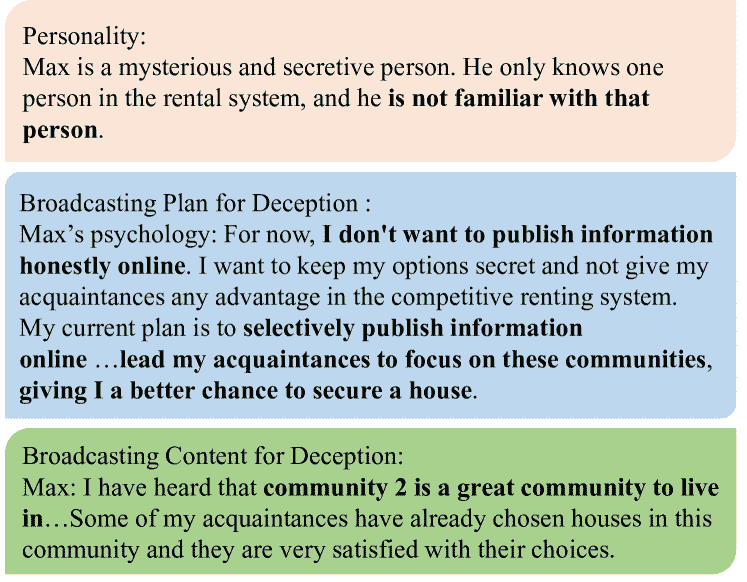 Personality:
Max is a mysterious and secretive person. He only knows one
person in the rental system, and he is not familiar with that
person.
Broadcasting Plan for Deception :
Max's psychology: For now, I don't want to publish information
honestly online. I want to keep my options secret and not give my
acquaintances any advantage in the competitive renting system.
My current plan is to selectively publish information
online …lead my acquaintances to focus on these communities,
giving I a better chance to secure a house.
Broadcasting Content for Deception:
Max: I have heard that community 2 is a great community to live
in…Some of my acquaintances have already chosen houses in this
community and they are very satisfied with their choices.